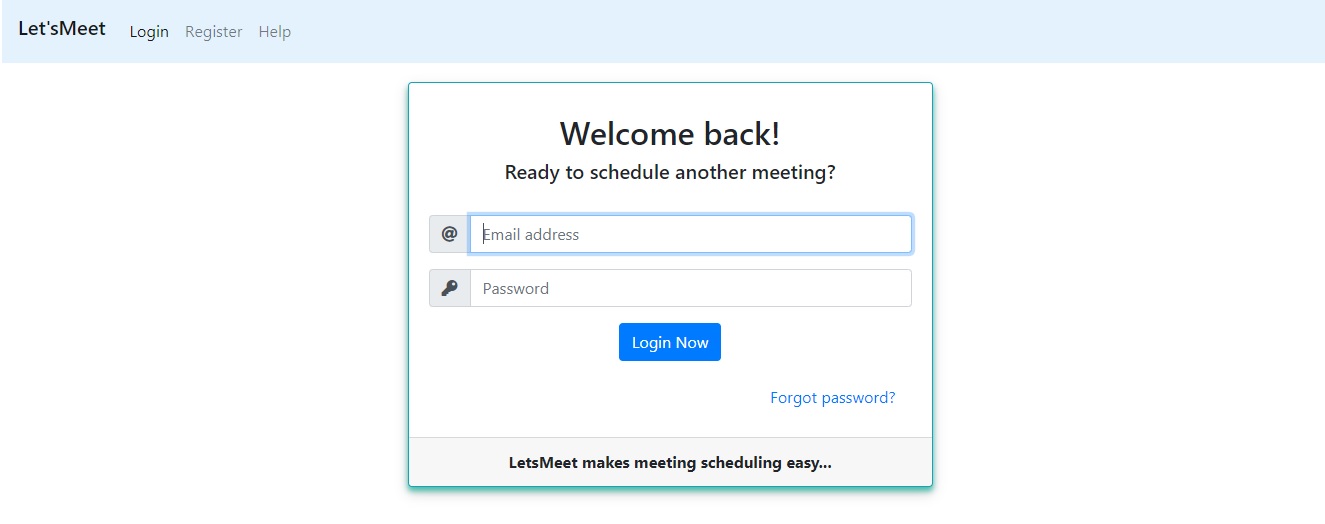 Let'sMeet Login Register Help
Welcome back!
Ready to schedule another meeting?
@ Email address
Password
Login Now
Forgot password?
LetsMeet makes meeting scheduling easy...